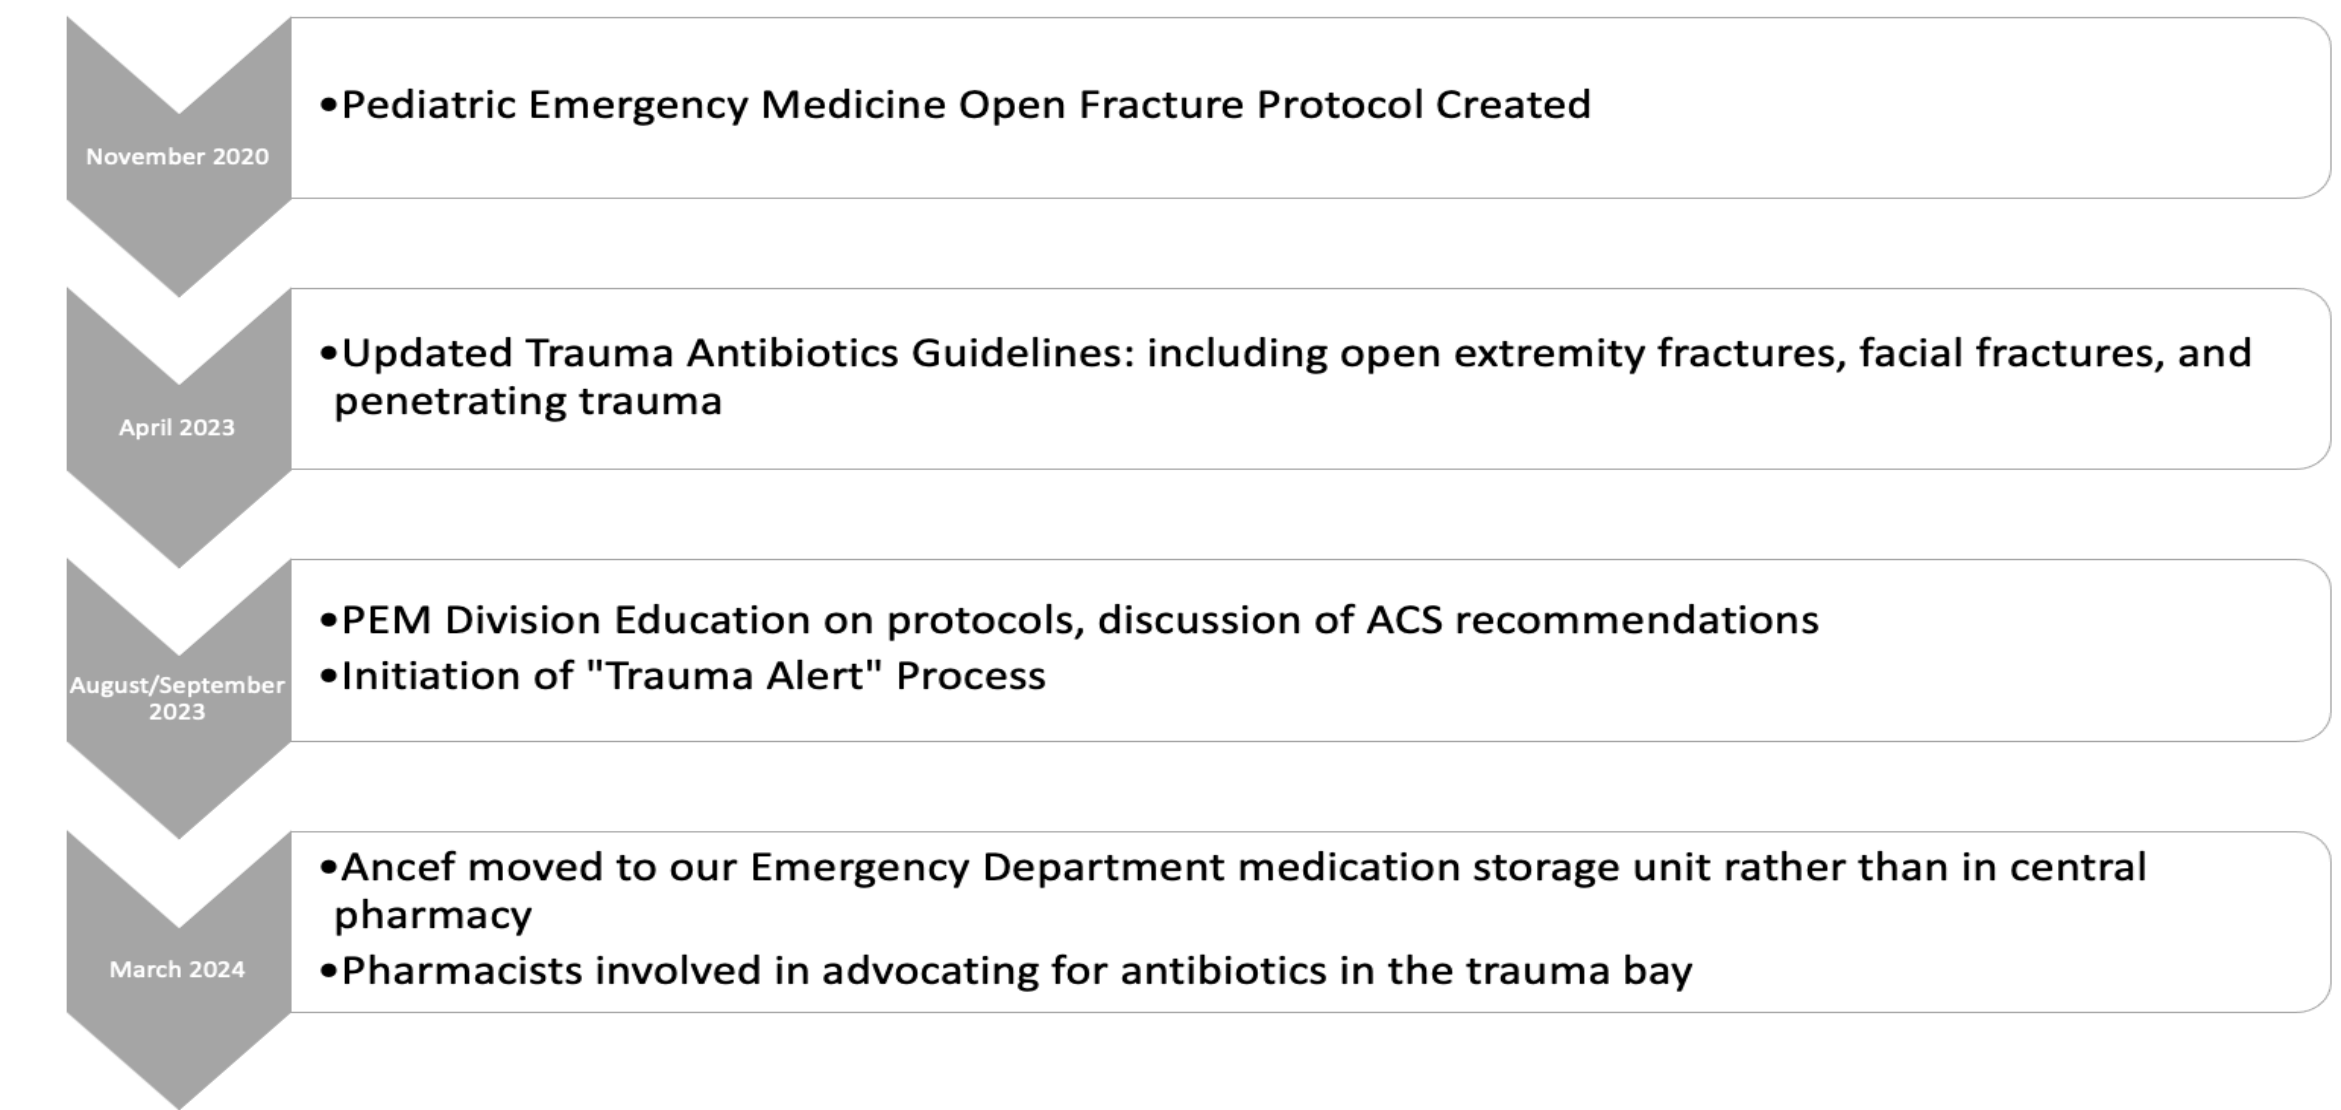 November 2020
•Pediatric Emergency Medicine Open Fracture Protocol Created
April 2023
•Updated Trauma Antibiotics Guidelines: including open extremity fractures, facial fractures, and
penetrating trauma
August/September
2023
•PEM Division Education on protocols, discussion of ACS recommendations
•Initiation of "Trauma Alert" Process
March 2024
•Ancef moved to our Emergency Department medication storage unit rather than in central
pharmacy
•Pharmacists involved in advocating for antibiotics in the trauma bay